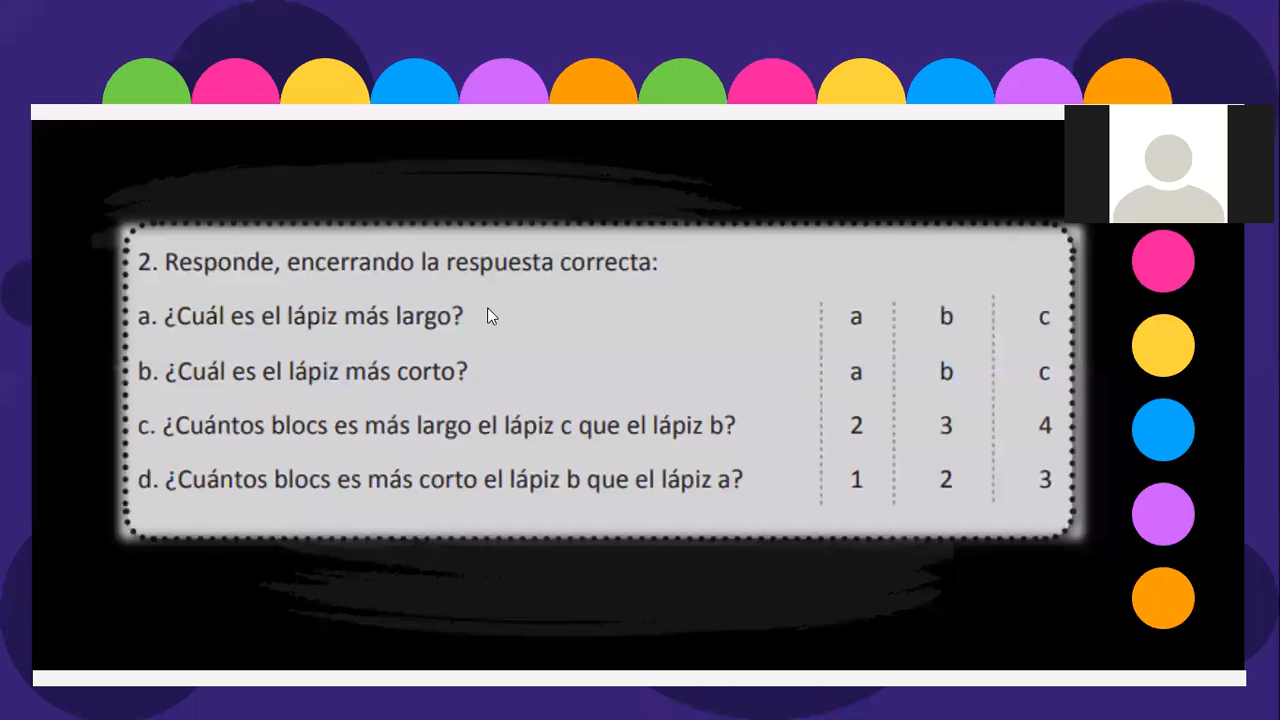 2. Responde, encerrando la respuesta correcta:
a. ¿Cuál es el lápiz más largo? a b c
b. ¿Cuál es el lápiz más corto? a b c
c. ¿Cuántos blocs es más largo el lápiz c que el lápiz b? 2 3 4
d. ¿Cuántos blocs es más corto el lápiz b que el lápiz a? 1 2 3